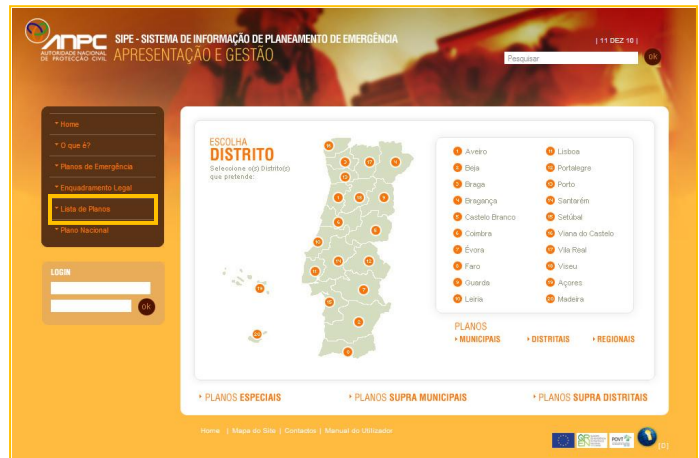 ANPC
AUTORIDADE NACIONAL
DE PROTECÇÃO CIVIL
SIPE - SISTEMA DE INFORMAÇÃO DE PLANEAMENTO DE EMERGÊNCIA
APRESENTAÇÃO E GESTÃO
| 11 DEZ 10 |
Pesquisar
ok
Home
O que é?
Planos de Emergência
Enquadramento Legal
Lista de Planos
Plano Nacional
LOGIN
ok
ESCOLHA
DISTRITO
Seleccione o(s) Distrito(s)
que pretende:
1 Aveiro
2 Beja
3 Braga
4 Bragança
5 Castelo Branco
6 Coimbra
7 Évora
8 Faro
9 Guarda
10 Leiria
11 Lisboa
12 Portalegre
13 Porto
14 Santarém
15 Setúbal
16 Viana do Castelo
17 Vila Real
18 Viseu
19 Açores
20 Madeira
PLANOS
MUNICIPAIS DISTRITAIS REGIONAIS
PLANOS ESPECIAIS PLANOS SUPRA MUNICIPAIS PLANOS SUPRA DISTRITAIS
Home | Mapa do Site | Contactos | Manual do Utilizador
POVT
[D]